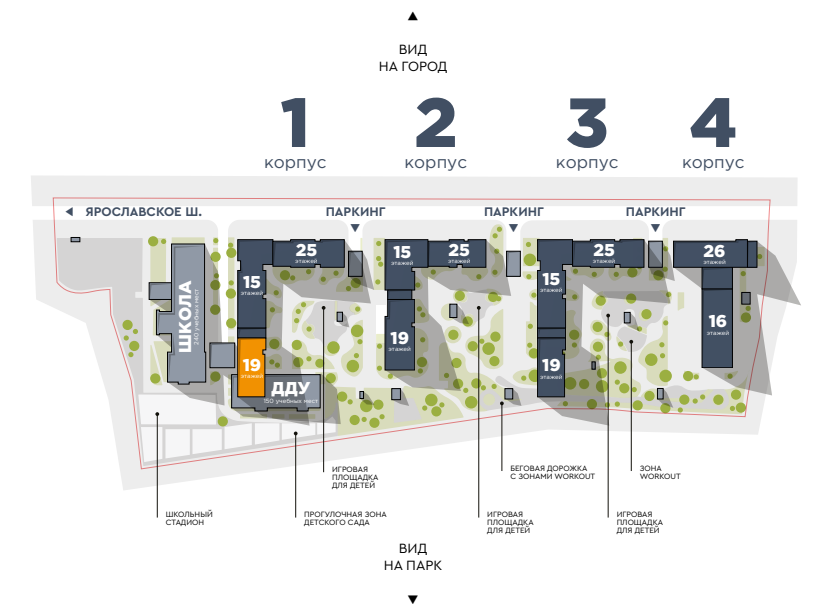 ВИД
НА ГОРОД
1
корпус
2
корпус
3
корпус
4
корпус
ЯРОСЛАВСКОЕ Ш.
ПАРКИНГ
ПАРКИНГ
ПАРКИНГ
25
этажей
15
этажей
25
этажей
25
этажей
26
этажей
ШКОЛА
240 учебных мест
15
этажей
15
этажей
19
этажей
16
этажей
19
этажей
19
этажей
ДДУ
150 учебных мест
ИГРОВАЯ
ПЛОЩАДКА
ДЛЯ ДЕТЕЙ
БЕГОВАЯ ДОРОЖКА
С ЗОНАМИ WORKOUT
ЗОНА
WORKOUT
ШКОЛЬНЫЙ
СТАДИОН
ПРОГУЛОЧНАЯ ЗОНА
ДЕТСКОГО САДА
ИГРОВАЯ
ПЛОЩАДКА
ДЛЯ ДЕТЕЙ
ИГРОВАЯ
ПЛОЩАДКА
ДЛЯ ДЕТЕЙ
ВИД
НА ПАРК